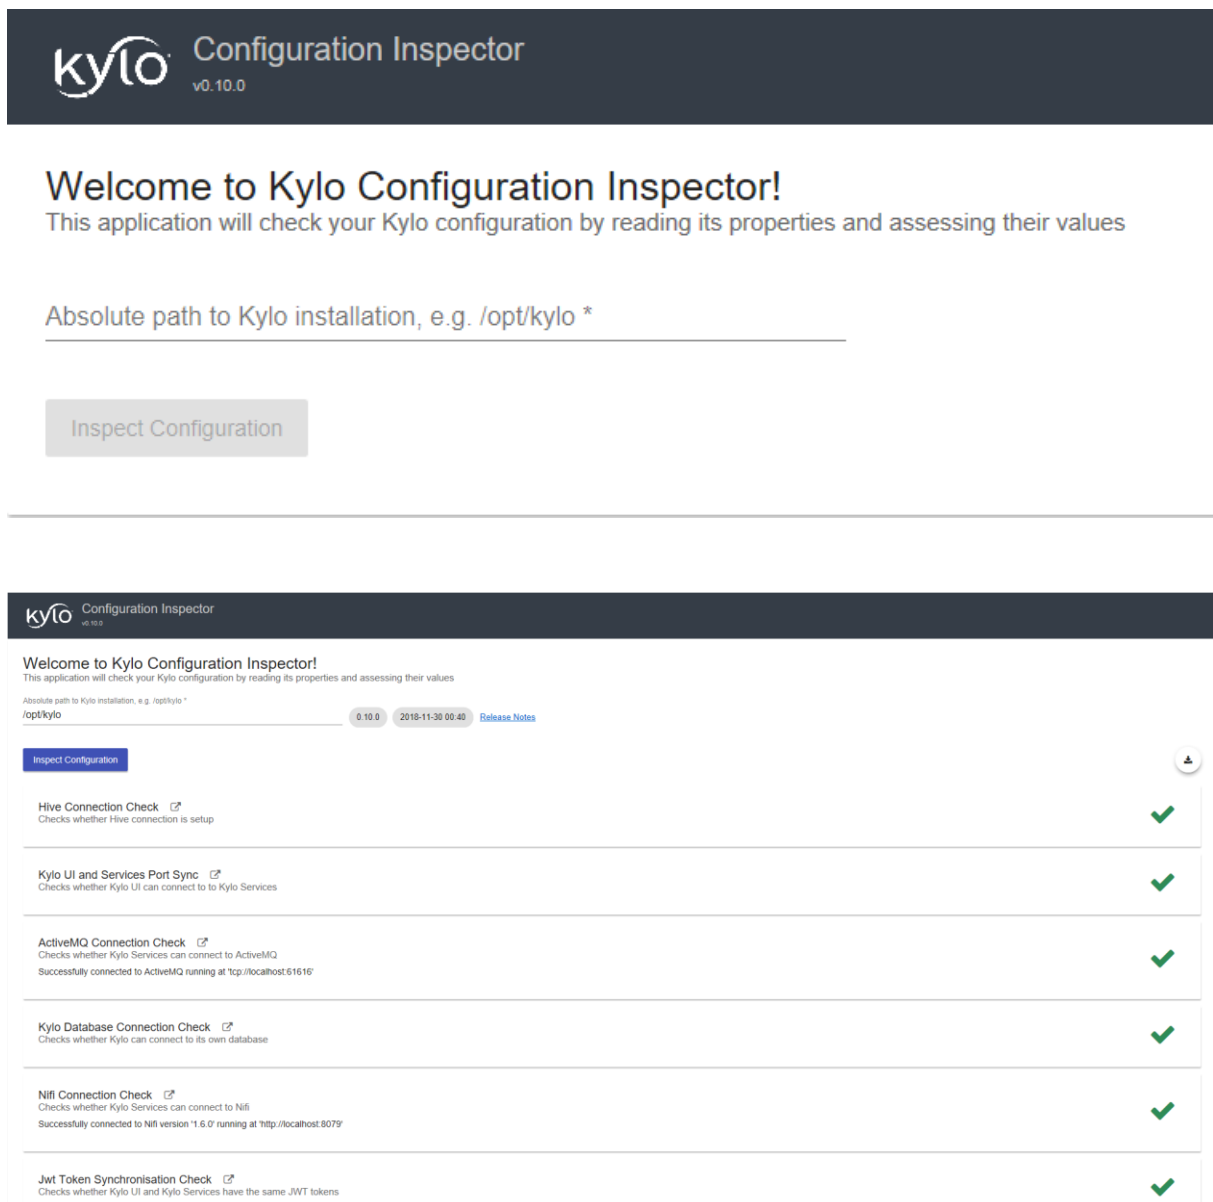 kylo
Configuration Inspector
v0.10.0
Welcome to Kylo Configuration Inspector!
This application will check your Kylo configuration by reading its properties and assessing their values
Absolute path to Kylo installation, e.g. /opt/kylo *
Inspect Configuration
kylo
Configuration Inspector
v0.10.0
Welcome to Kylo Configuration Inspector!
This application will check your Kylo configuration by reading its properties and assessing their values
Absolute path to Kylo installation, e.g. /opt/kylo *
/opt/kylo 0.10.0 2018-11-30 00:40 Release Notes
Inspect Configuration
Hive Connection Check
Checks whether Hive connection is setup
Kylo UI and Services Port Sync
Checks whether Kylo UI can connect to to Kylo Services
ActiveMQ Connection Check
Checks whether Kylo Services can connect to ActiveMQ
Successfully connected to ActiveMQ running at 'tcp://localhost:61616'
Kylo Database Connection Check
Checks whether Kylo can connect to its own database
Nifi Connection Check
Checks whether Kylo Services can connect to Nifi
Successfully connected to Nifi version '1.6.0' running at 'http://localhost:8079'
Jwt Token Synchronisation Check
Checks whether Kylo UI and Kylo Services have the same JWT tokens